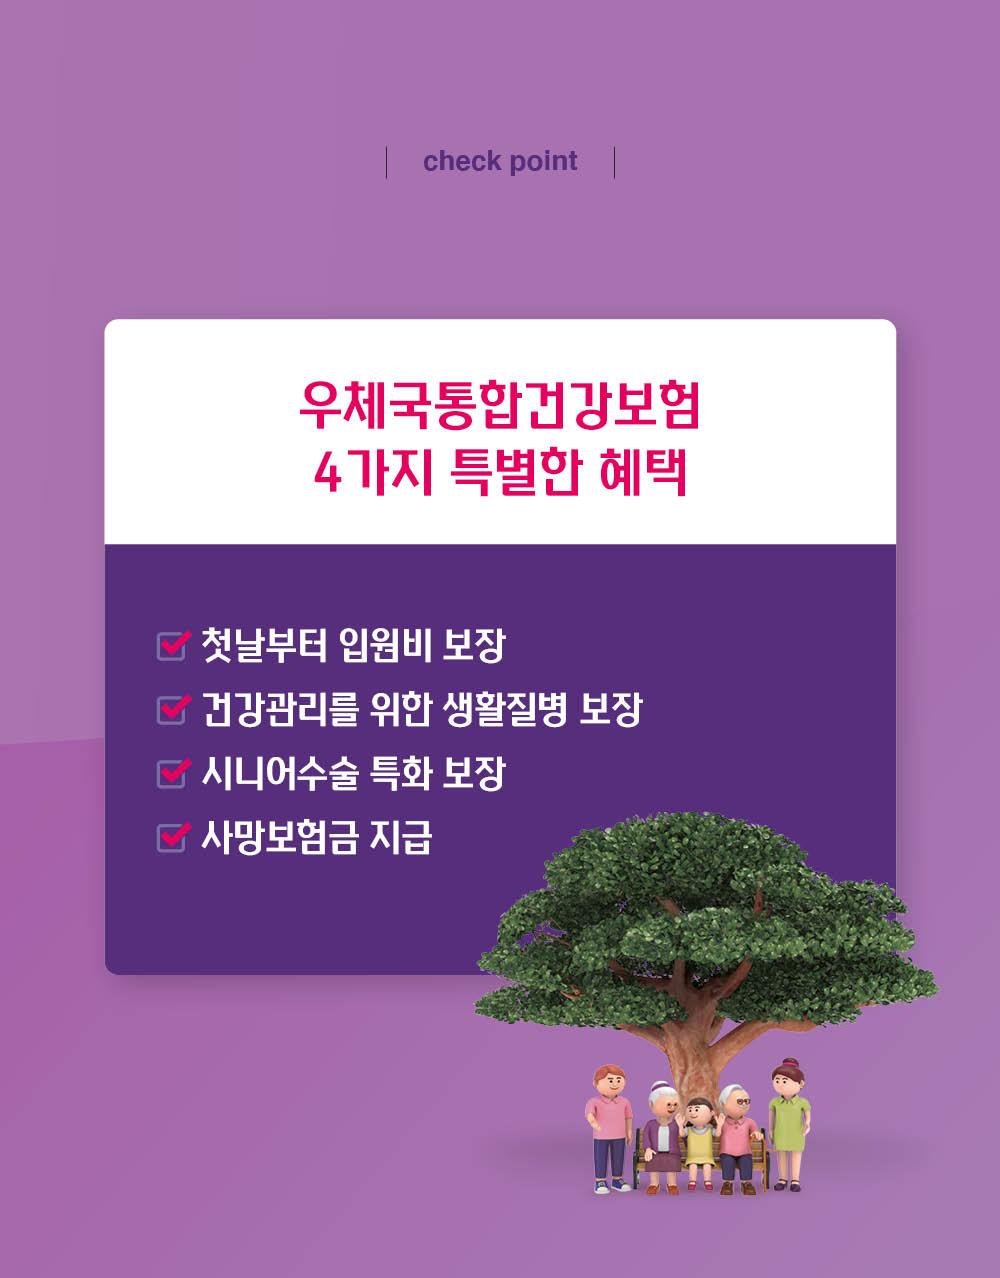 check point
우체국통합건강보험
4가지 특별한 혜택
첫날부터 입원비 보장
건강관리를 위한 생활질병 보장
시니어수술 특화 보장
사망보험금 지급